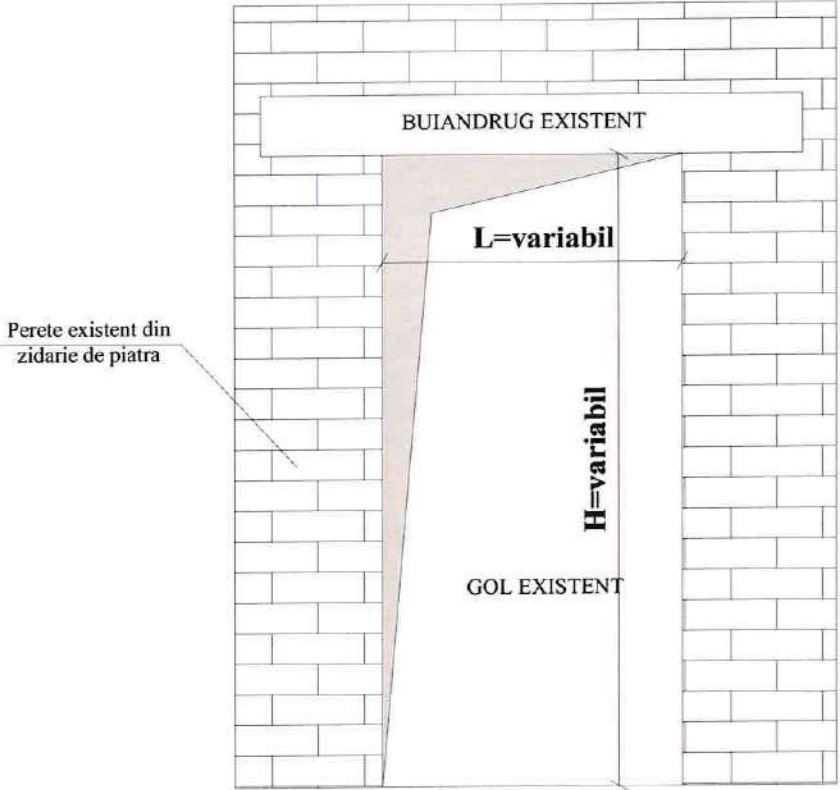 BUIANDRUG EXISTENT
L=variabil
Perete existent din
zidarie de piatra
H=variabil
GOL EXISTENT